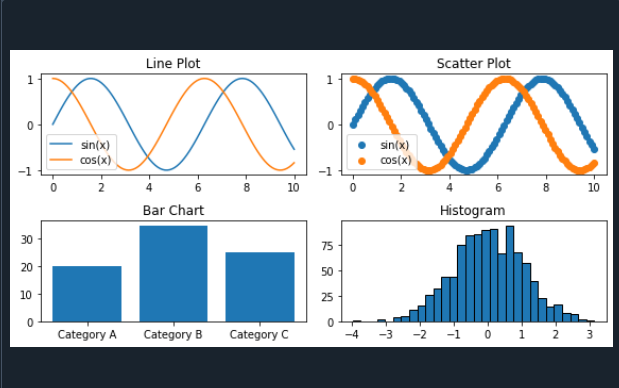 Line Plot
1
0
−1
sin(x)
cos(x)
0 2 4 6 8 10
Scatter Plot
1
0
−1
sin(x)
cos(x)
0 2 4 6 8 10
Bar Chart
30
20
10
0
Category A Category B Category C
Histogram
75
50
25
0
−4 −3 −2 −1 0 1 2 3